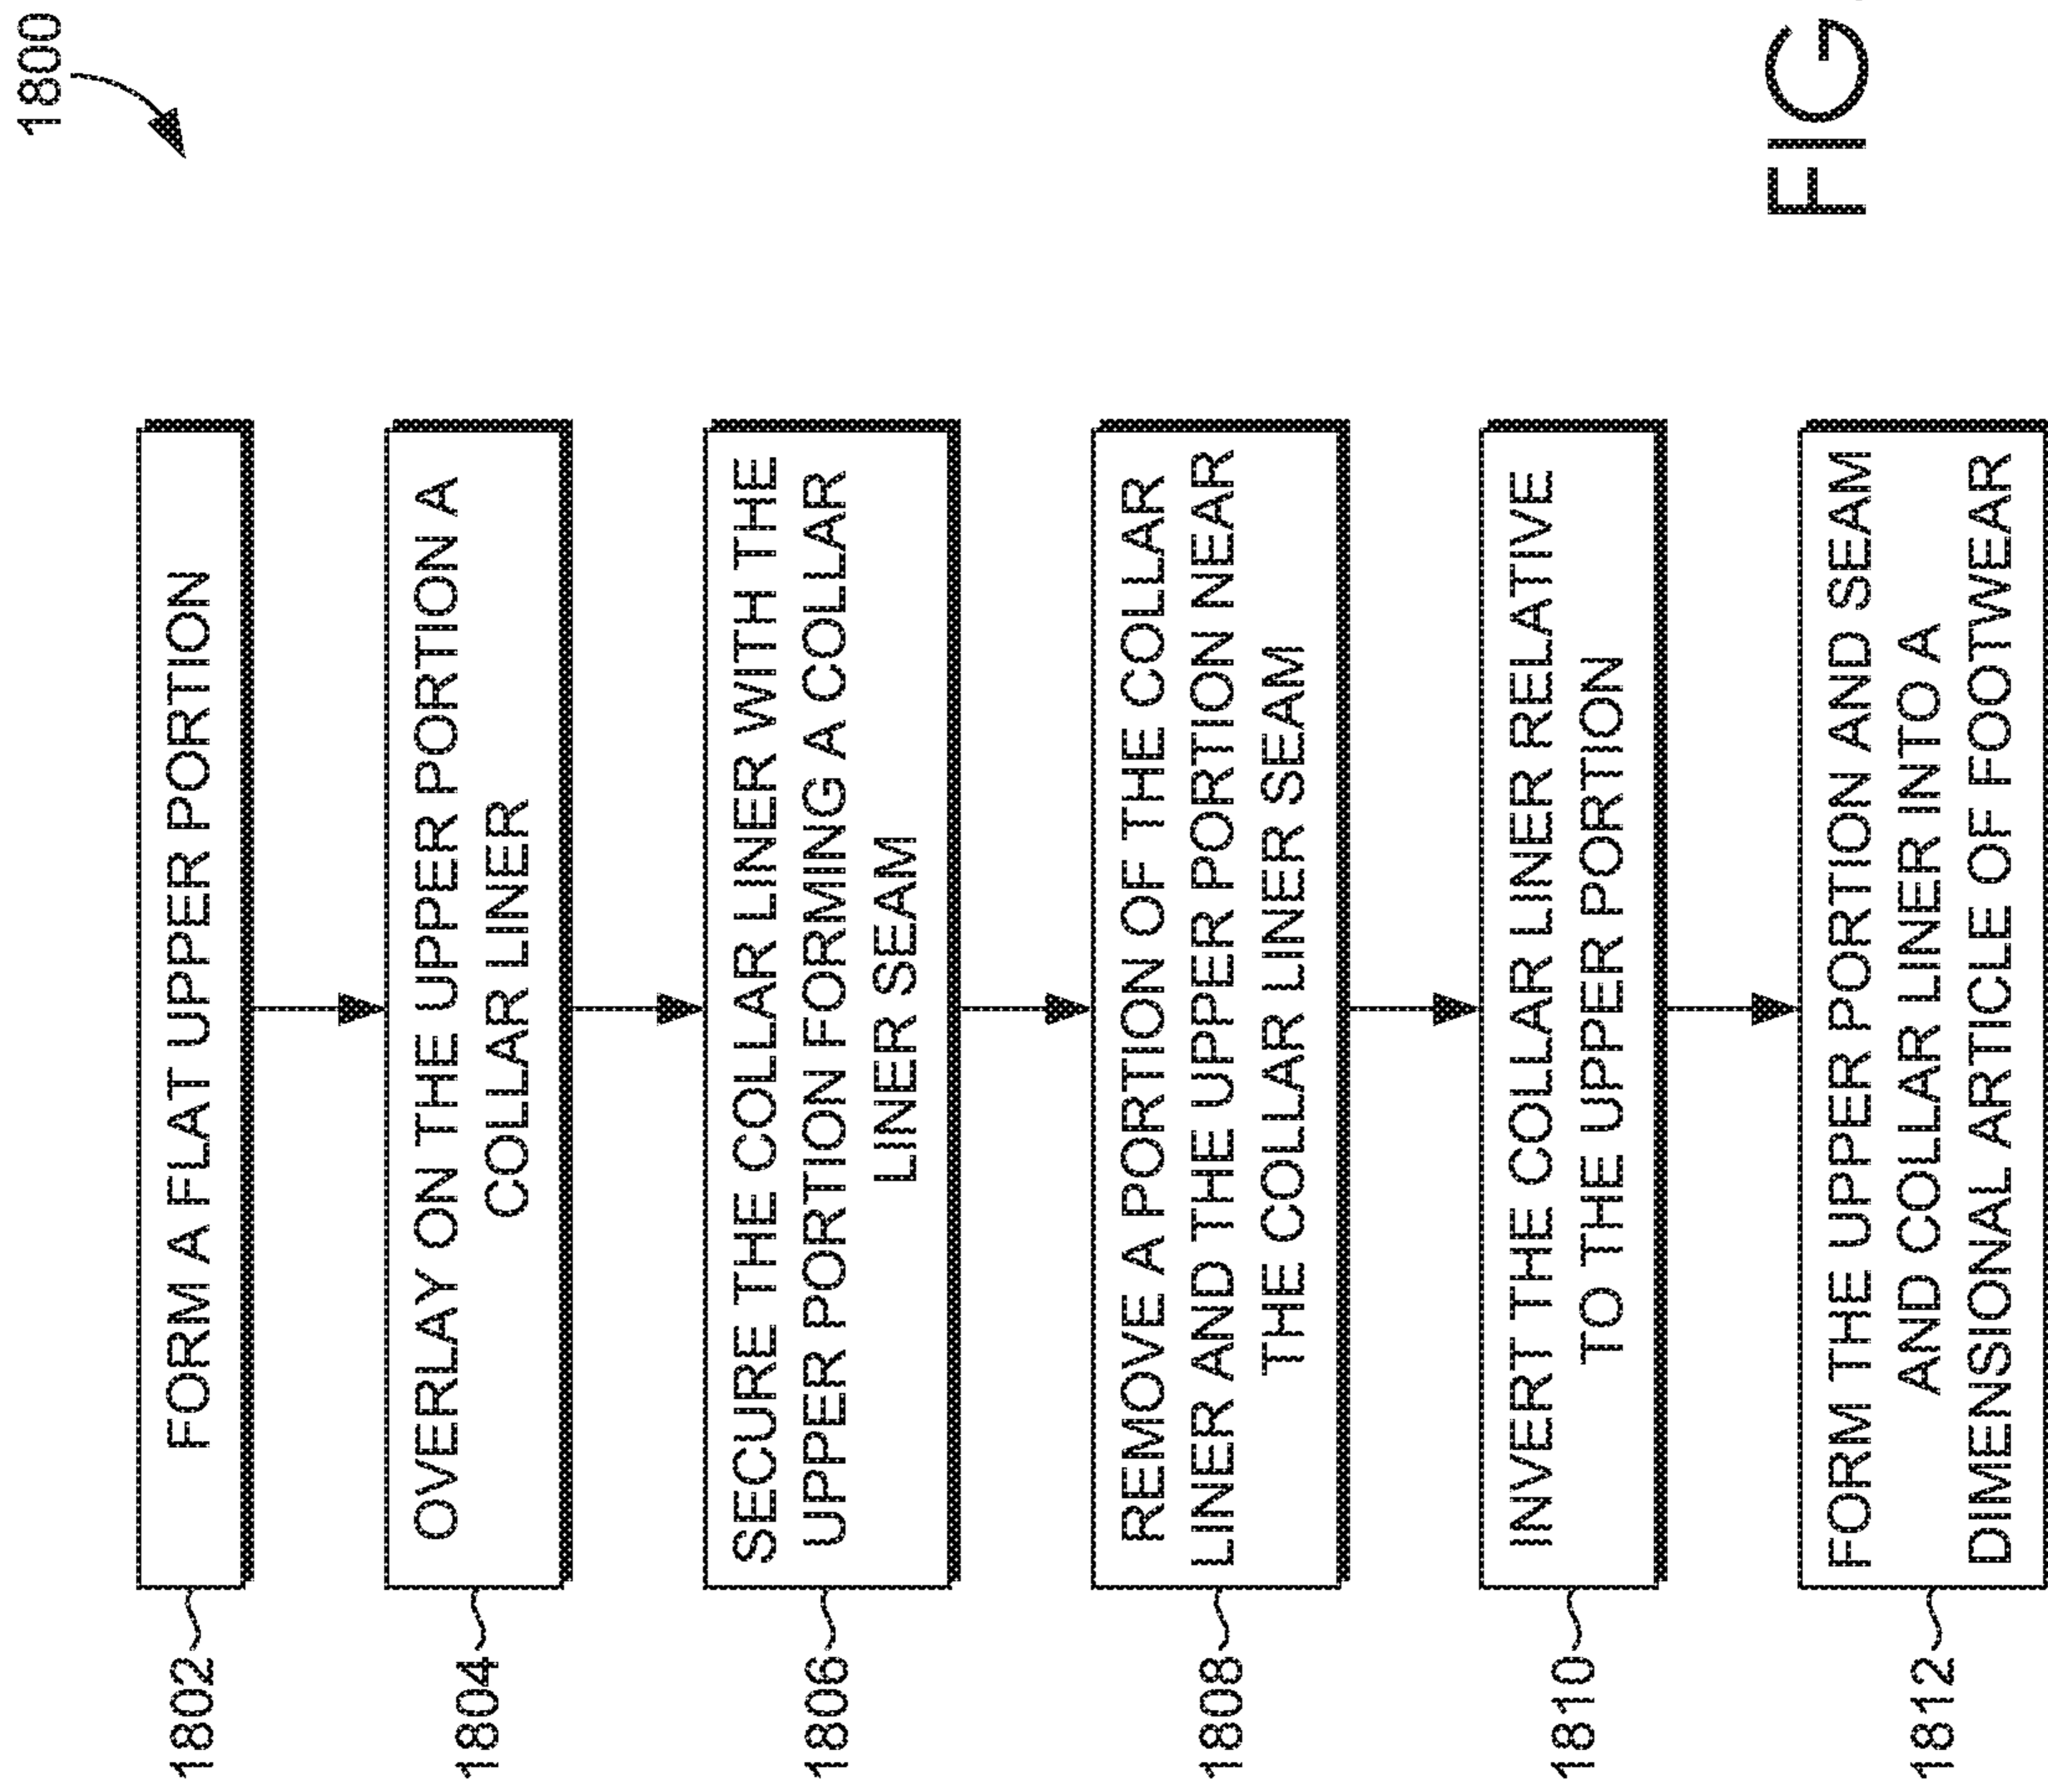 1800
1802
FORM A FLAT UPPER PORTION
1804
OVERLAY ON THE UPPER PORTION A
COLLAR LINER
1806
SECURE THE COLLAR LINER WITH THE
UPPER PORTION FORMING A COLLAR
LINER SEAM
1808
REMOVE A PORTION OF THE COLLAR
LINER AND THE UPPER PORTION NEAR
THE COLLAR LINER SEAM
1810
INVERT THE COLLAR LINER RELATIVE
TO THE UPPER PORTION
1812
FORM THE UPPER PORTION AND SEAM
AND COLLAR LINER INTO A
DIMENSIONAL ARTICLE OF FOOTWEAR
FIG